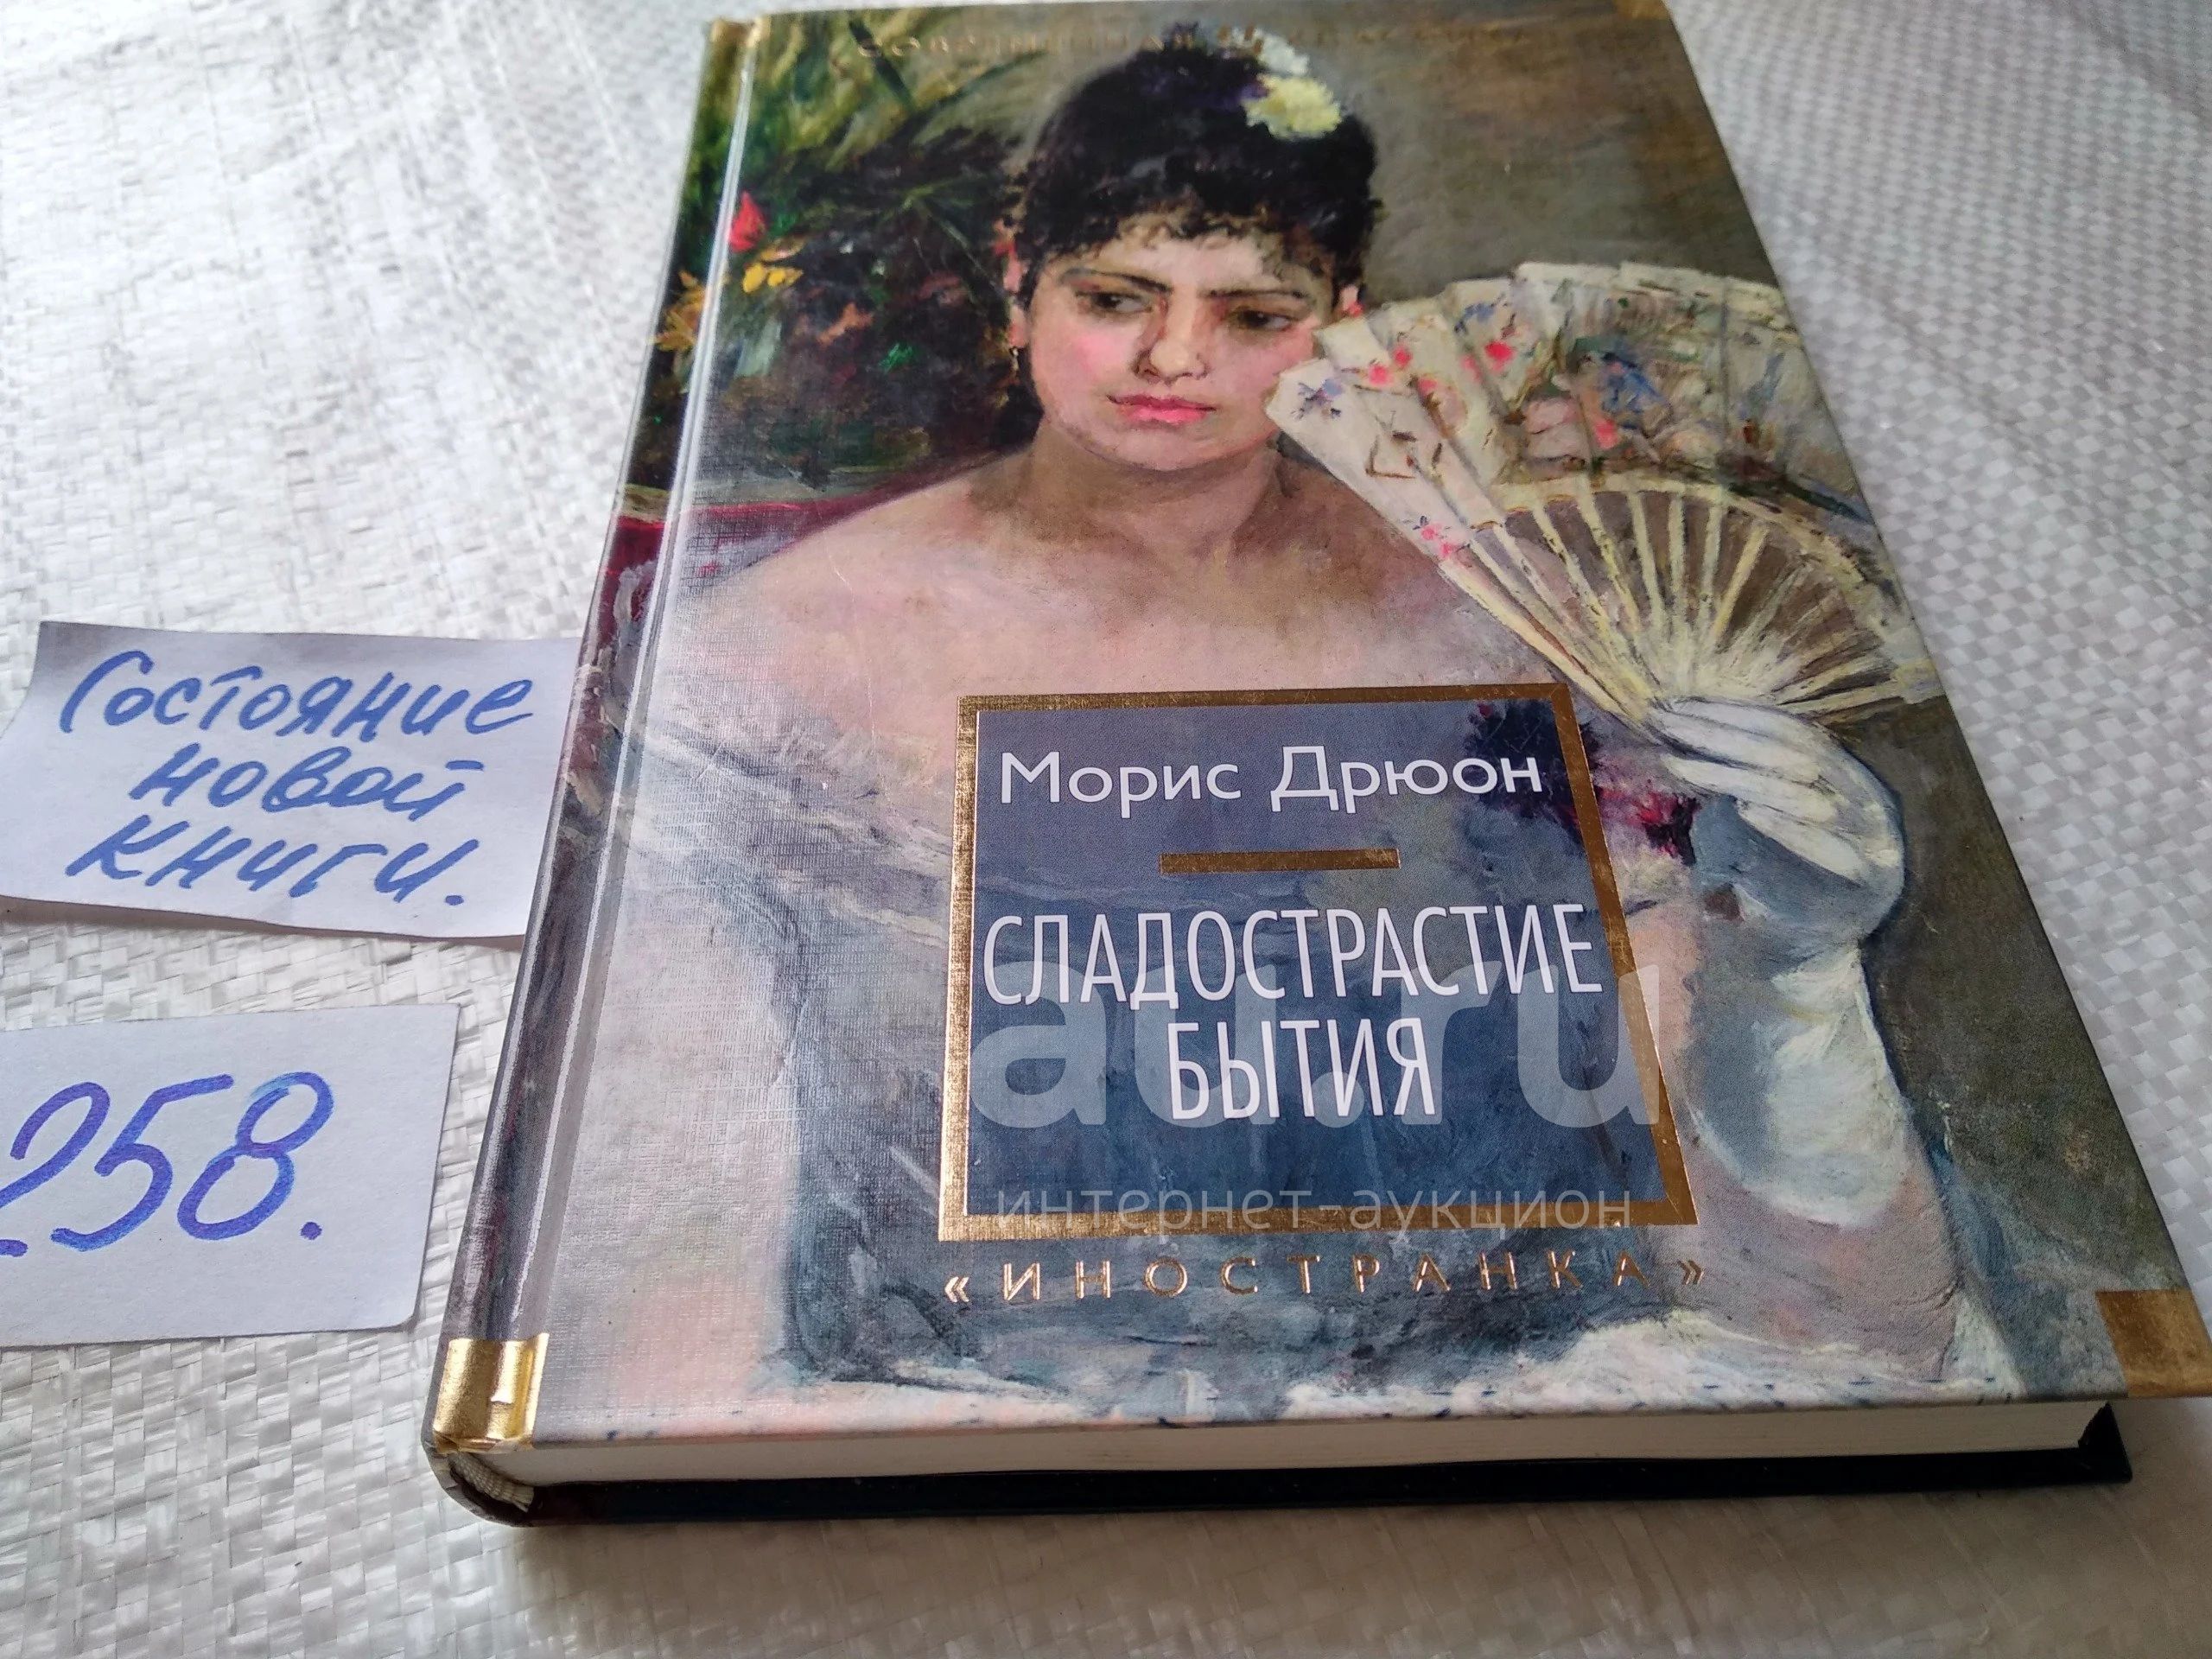 Состояние
новой
книги.
258.
Морис Дрюон
СЛАДОСТРАСТИЕ
БЫТИЯ
au.ru
интернет-аукцион
«ИНОСТРАНКА»